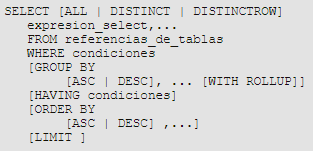 SELECT [ALL | DISTINCT | DISTINCTROW]
expresion_select,...
FROM referencias_de_tablas
WHERE condiciones
[GROUP BY
[ASC | DESC], ... [WITH ROLLUP]]
[HAVING condiciones]
[ORDER BY
[ASC | DESC] ,...]
[LIMIT ]